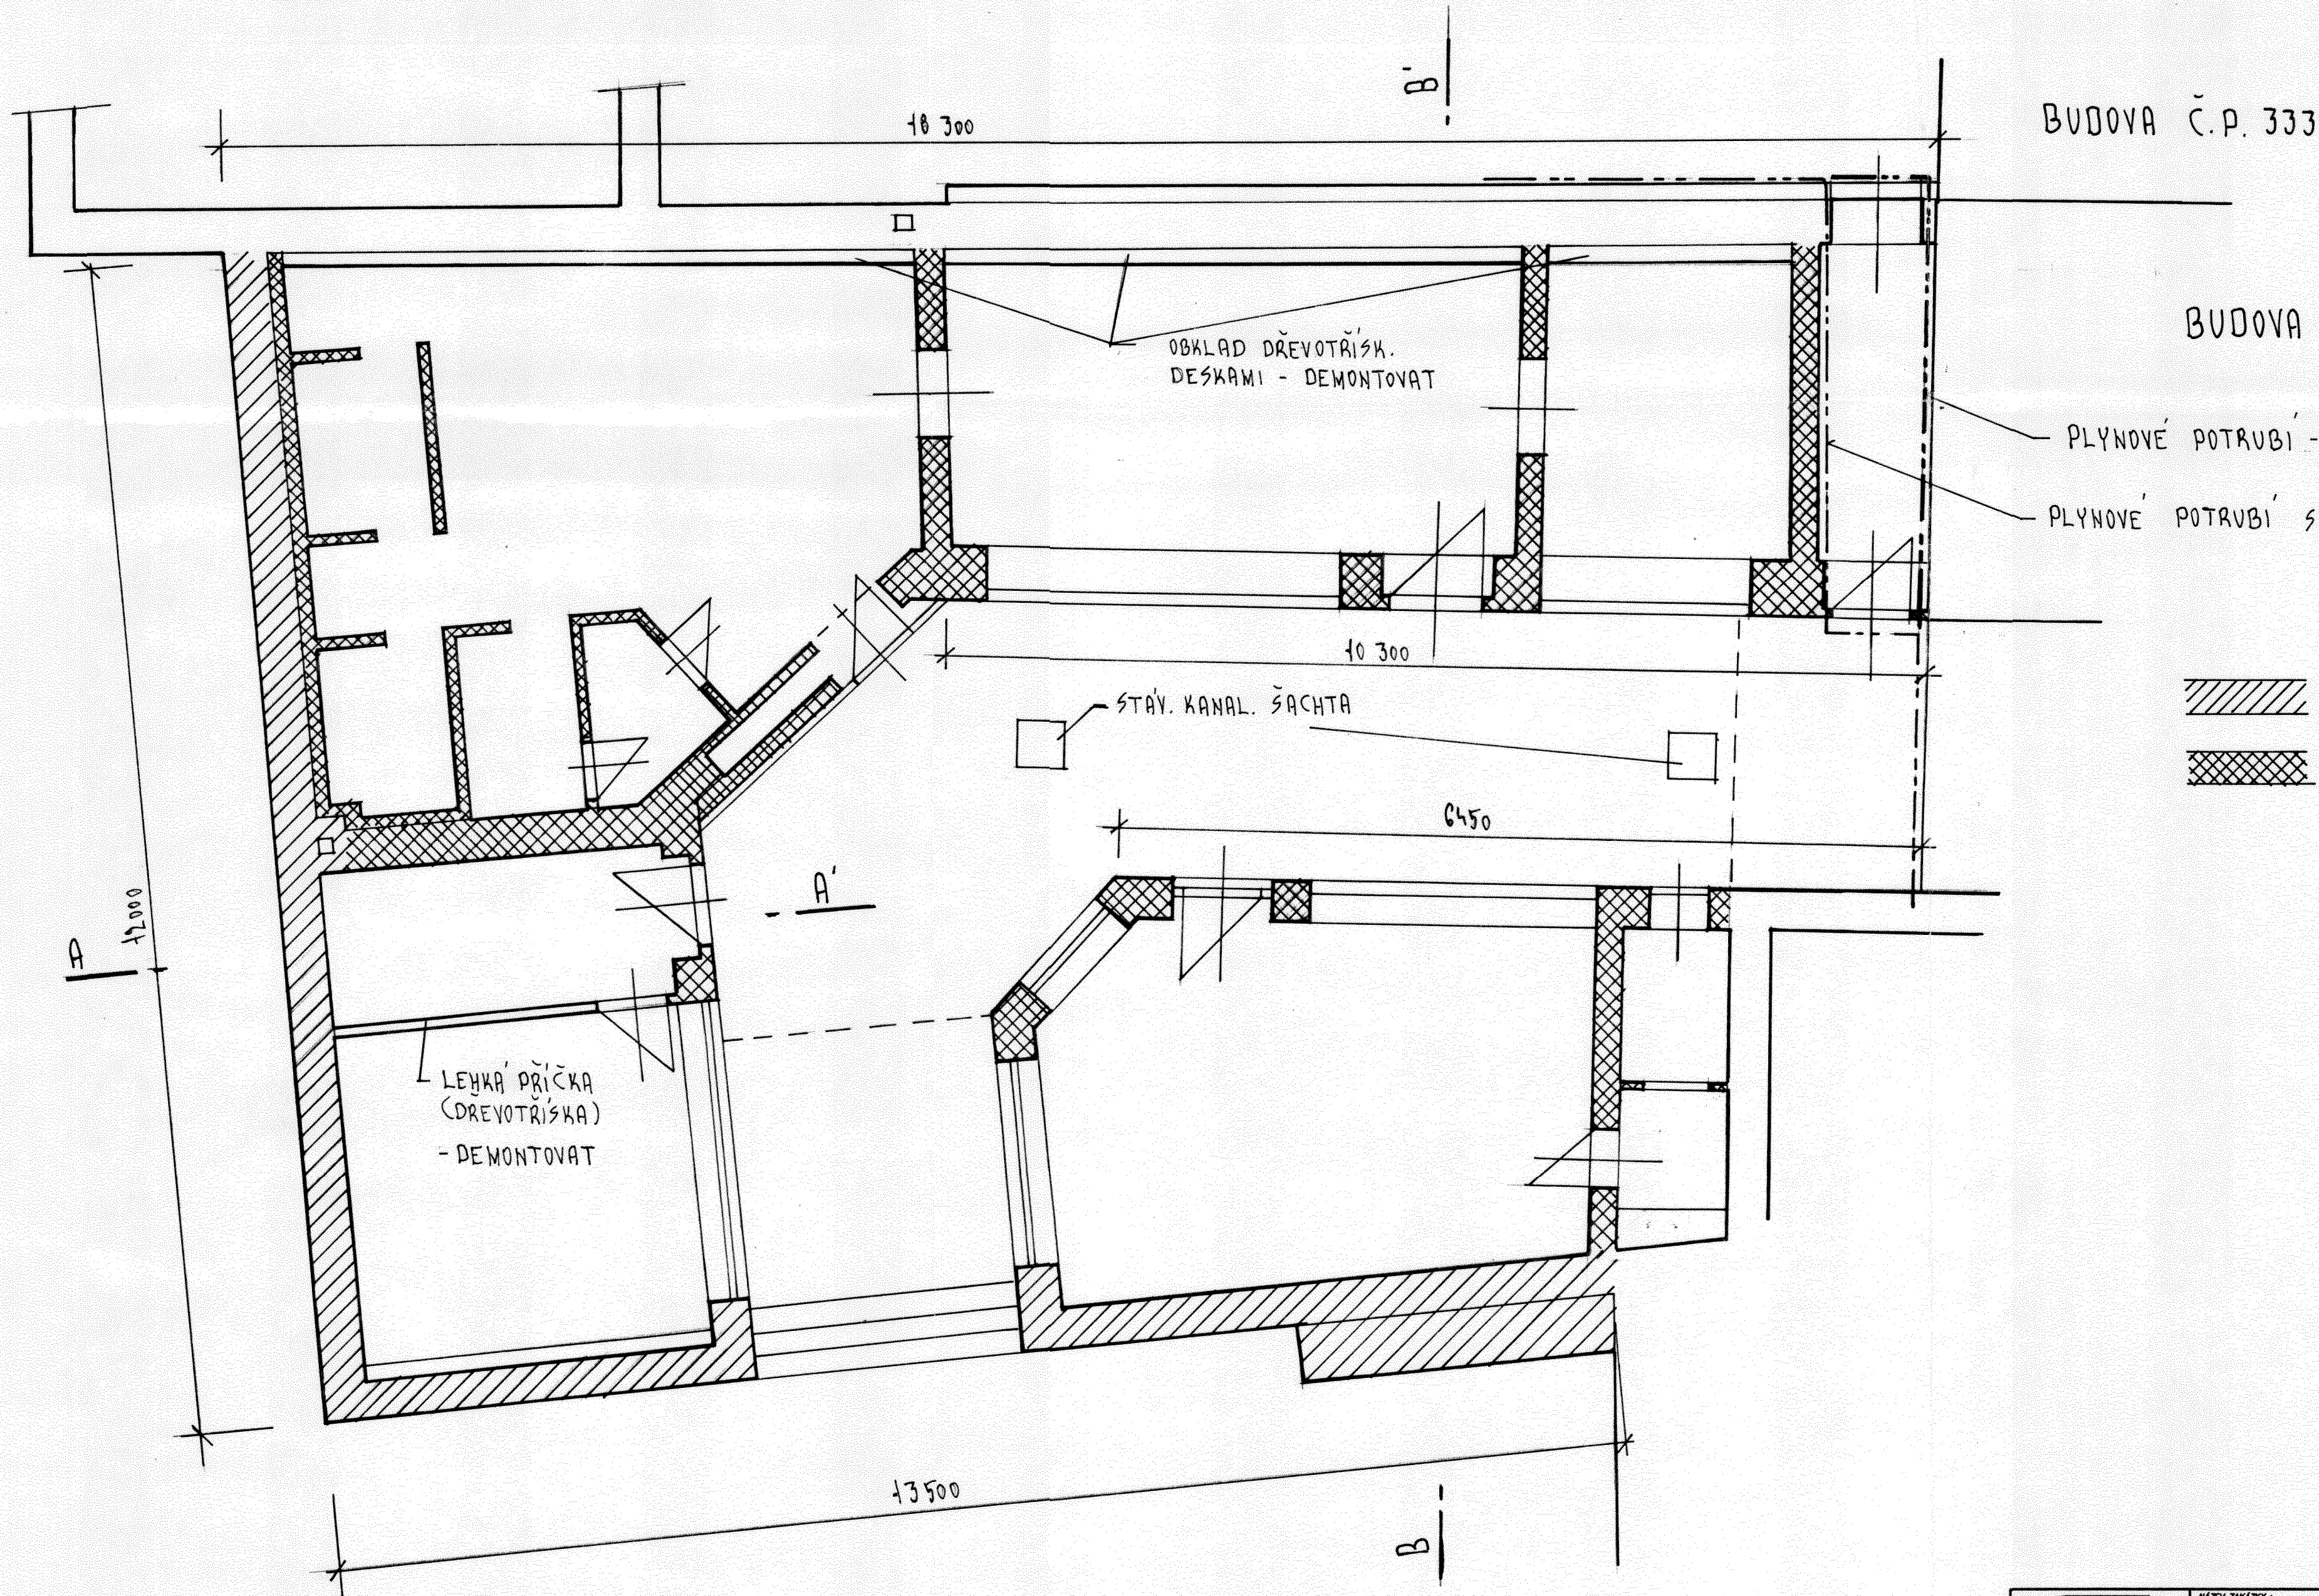 B'
18 300
BUDOVA Č.P. 333
BUDOVA
OBKLAD DŘEVOTŘÍSK.
DESKAMI - DEMONTOVAT
PLYNOVÉ POTRUBÍ -
PLYNOVÉ POTRUBÍ S
10 300
STÁV. KANAL. ŠACHTA
6450
A'
A
12000
LEHKÁ PŘÍČKA
(DŘEVOTŘÍSKA)
- DEMONTOVAT
13500
B